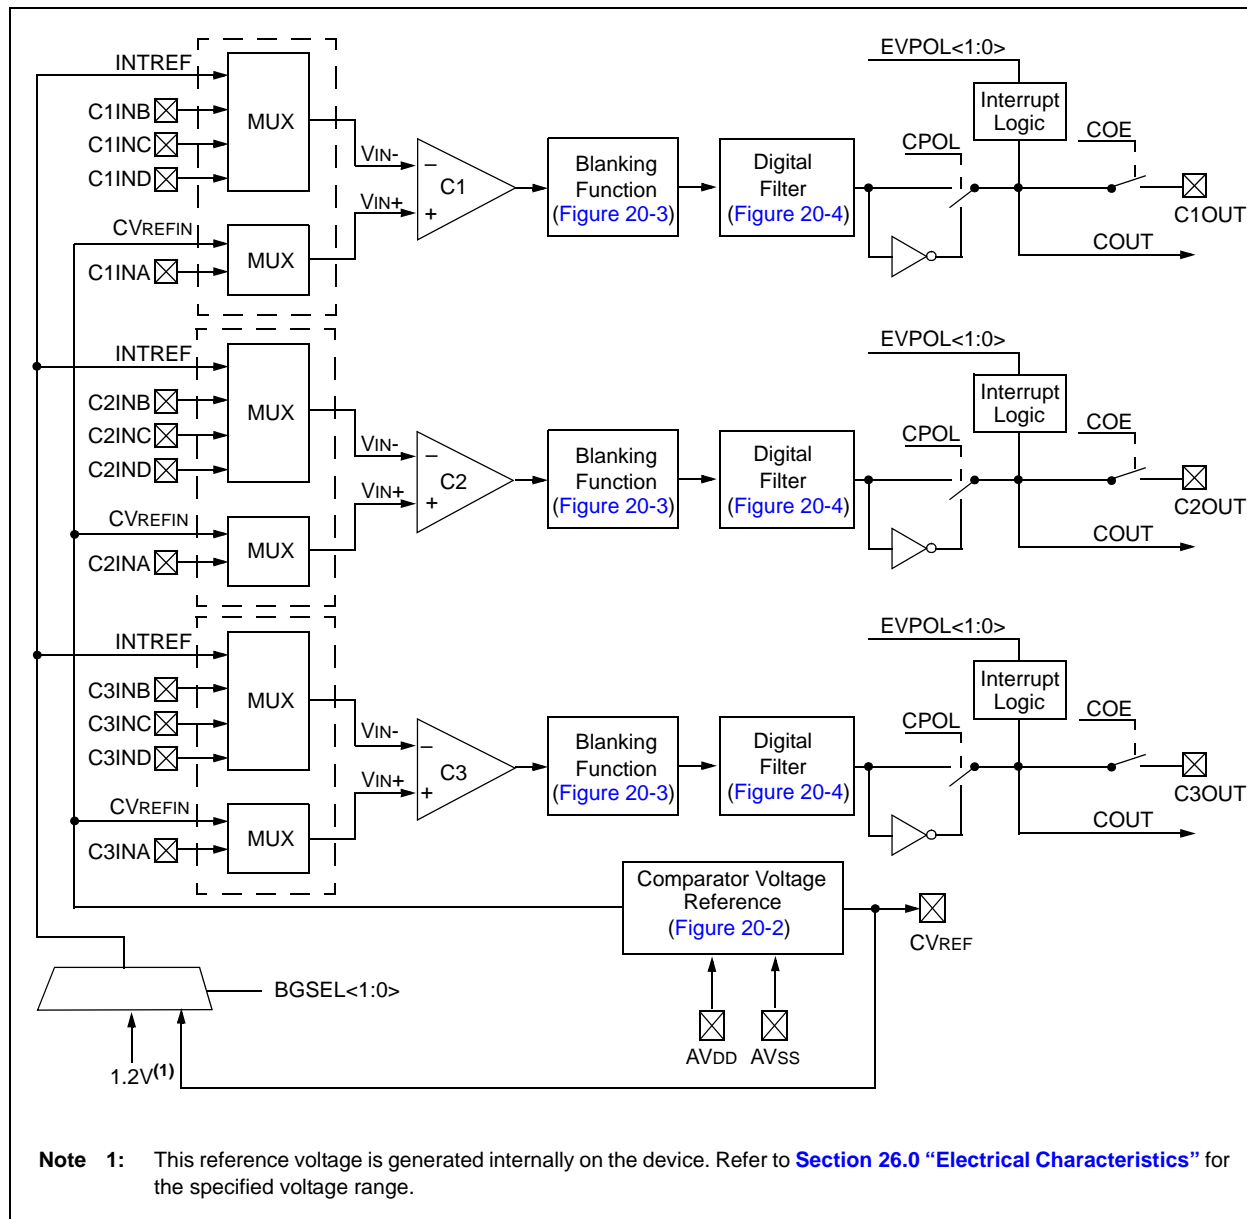 EVPOL<1:0>
INTREF
MUX
Interrupt
Logic
C1INB
C1INC
C1IND
VIN-
–
C1
VIN+
+
Blanking
Function
(Figure 20-3)
Digital
Filter
(Figure 20-4)
CPOL
COE
C1OUT
COUT
CVREFIN
C1INA
MUX
EVPOL<1:0>
INTREF
MUX
Interrupt
Logic
C2INB
C2INC
C2IND
VIN-
–
C2
VIN+
+
Blanking
Function
(Figure 20-3)
Digital
Filter
(Figure 20-4)
CPOL
COE
C2OUT
COUT
CVREFIN
C2INA
MUX
EVPOL<1:0>
INTREF
MUX
Interrupt
Logic
C3INB
C3INC
C3IND
VIN-
–
C3
VIN+
+
Blanking
Function
(Figure 20-3)
Digital
Filter
(Figure 20-4)
CPOL
COE
C3OUT
COUT
CVREFIN
C3INA
MUX
Comparator Voltage
Reference
(Figure 20-2)
CVREF
BGSEL<1:0>
AVDD
AVSS
1.2V(1)
Note 1: This reference voltage is generated internally on the device. Refer to Section 26.0 “Electrical Characteristics” for
the specified voltage range.